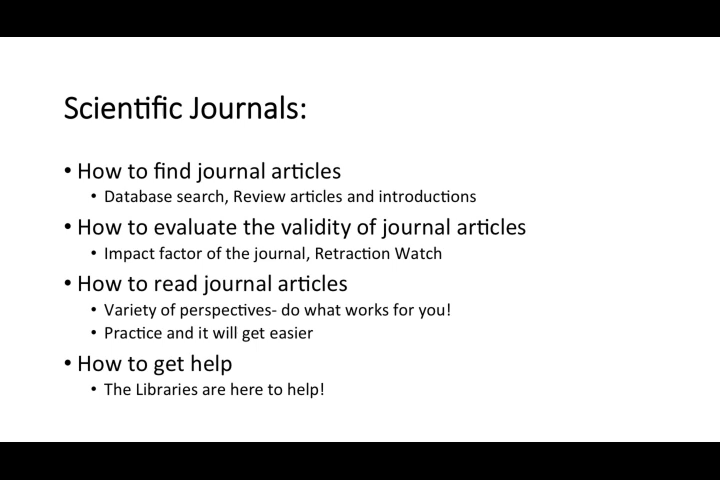 Scientific Journals:
• How to find journal articles
• Database search, Review articles and introductions
• How to evaluate the validity of journal articles
• Impact factor of the journal, Retraction Watch
• How to read journal articles
• Variety of perspectives- do what works for you!
• Practice and it will get easier
• How to get help
• The Libraries are here to help!